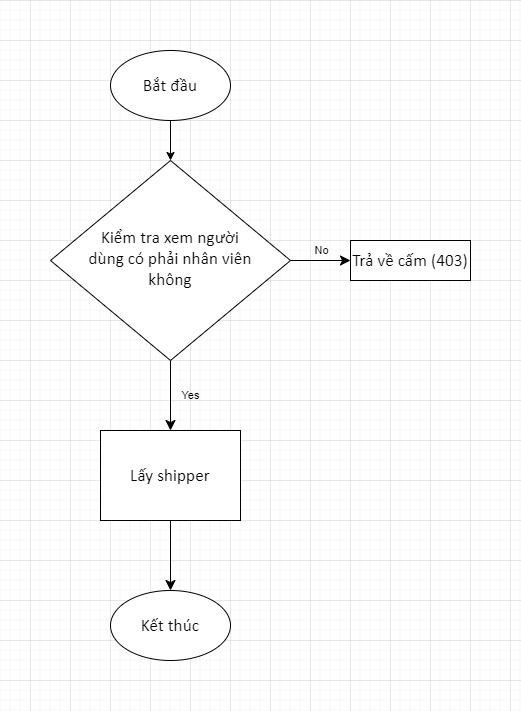 Bắt đầu
Kiểm tra xem người
dùng có phải nhân viên
không
No
Trả về cấm (403)
Yes
Lấy shipper
Kết thúc